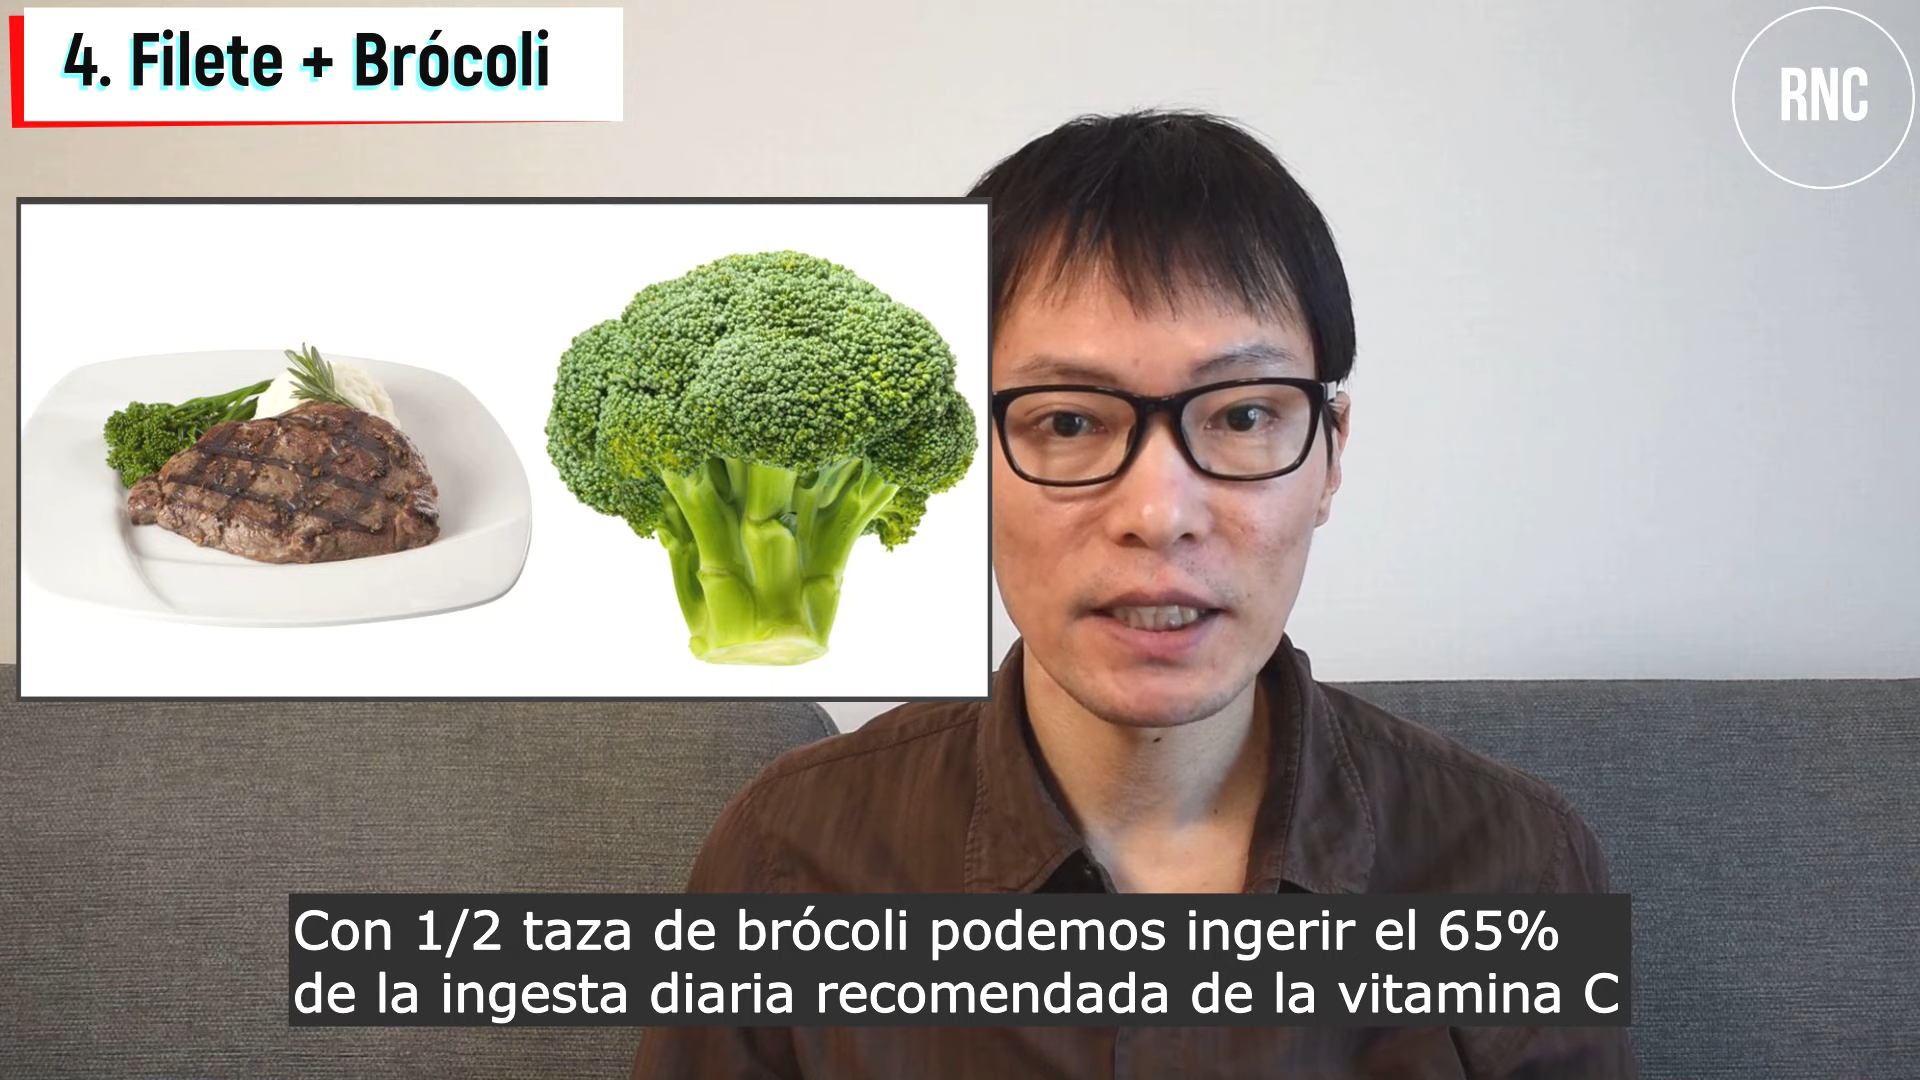 4. Filete + Brócoli
RNC
Con 1/2 taza de brócoli podemos ingerir el 65%
de la ingesta diaria recomendada de la vitamina C